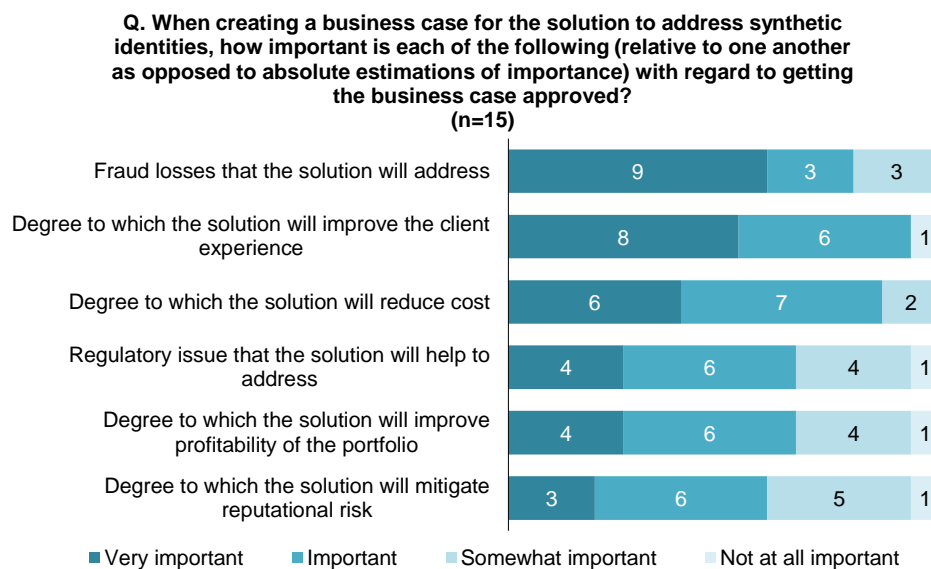 Q. When creating a business case for the solution to address synthetic
identities, how important is each of the following (relative to one another
as opposed to absolute estimations of importance) with regard to getting
the business case approved?
(n=15)
Fraud losses that the solution will address
9 3 3
Degree to which the solution will improve the client
experience
8 6 1
Degree to which the solution will reduce cost
6 7 2
Regulatory issue that the solution will help to
address
4 6 4 1
Degree to which the solution will improve
profitability of the portfolio
4 6 4 1
Degree to which the solution will mitigate
reputational risk
3 6 5 1
Very important Important Somewhat important Not at all important